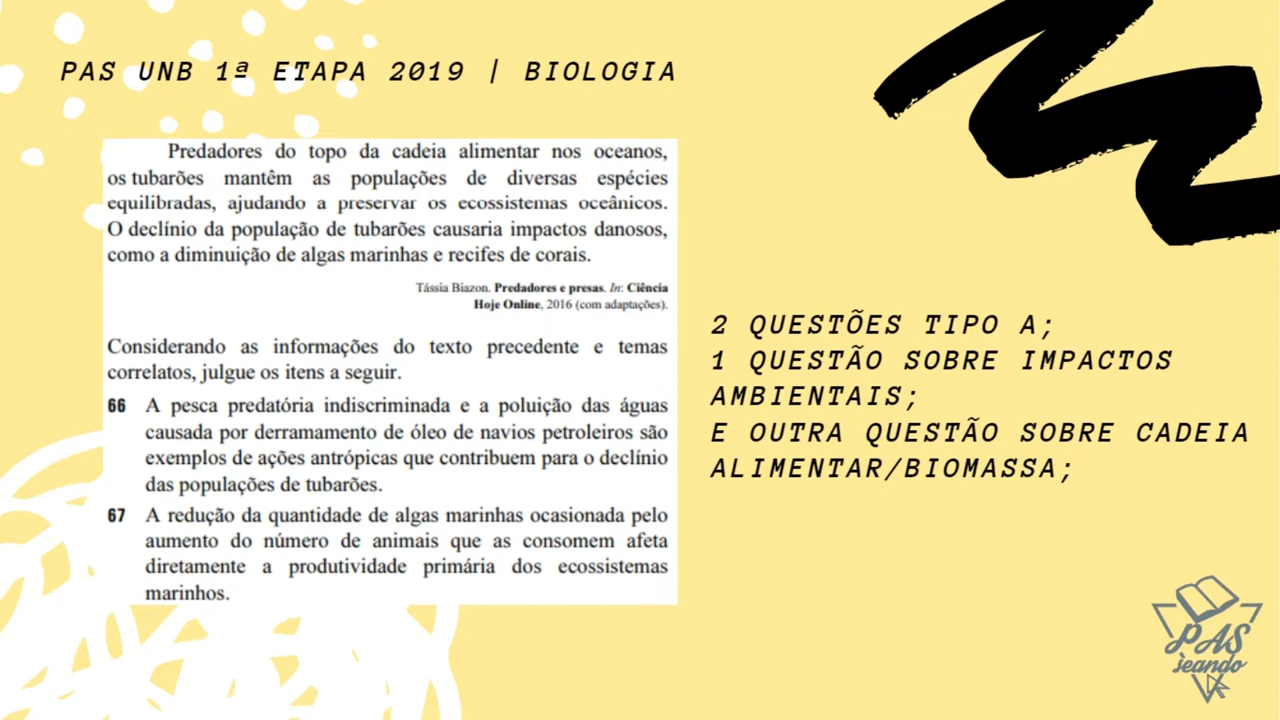 PAS UNB 1ª ETAPA 2019 | BIOLOGIA
Predadores do topo da cadeia alimentar nos oceanos,
os tubarões mantêm as populações de diversas espécies
equilibradas, ajudando a preservar os ecossistemas oceânicos.
O declínio da população de tubarões causaria impactos danosos,
como a diminuição de algas marinhas e recifes de corais.
Tássia Biazon. Predadores e presas. In: Ciência
Hoje Online, 2016 (com adaptações).
Considerando as informações do texto precedente e temas
correlatos, julgue os itens a seguir.
66 A pesca predatória indiscriminada e a poluição das águas
causada por derramamento de óleo de navios petroleiros são
exemplos de ações antrópicas que contribuem para o declínio
das populações de tubarões.
67 A redução da quantidade de algas marinhas ocasionada pelo
aumento do número de animais que as consomem afeta
diretamente a produtividade primária dos ecossistemas
marinhos.
2 QUESTÕES TIPO A;
1 QUESTÃO SOBRE IMPACTOS
AMBIENTAIS;
E OUTRA QUESTÃO SOBRE CADEIA
ALIMENTAR/BIOMASSA;
PAS
sèando